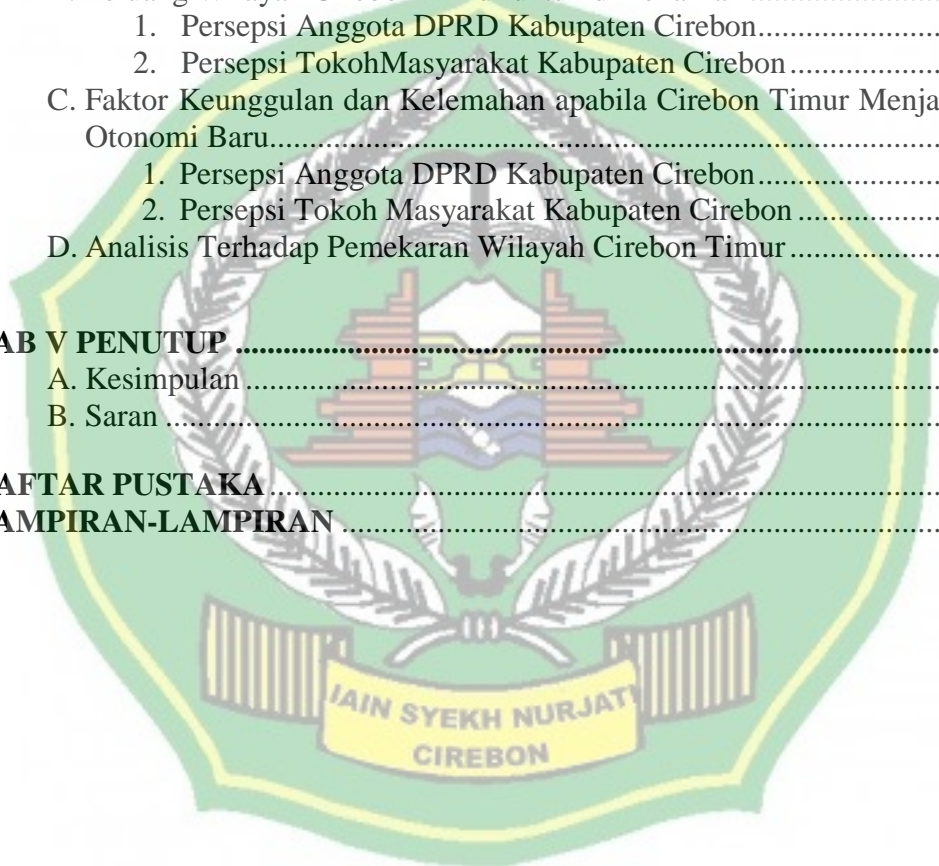 1. Persepsi Anggota DPRD Kabupaten Cirebon
2. Persepsi TokohMasyarakat Kabupaten Cirebon
C. Faktor Keunggulan dan Kelemahan apabila Cirebon Timur Menja
Otonomi Baru
1. Persepsi Anggota DPRD Kabupaten Cirebon
2. Persepsi Tokoh Masyarakat Kabupaten Cirebon
D. Analisis Terhadap Pemekaran Wilayah Cirebon Timur
AB V PENUTUP
A. Kesimpulan
B. Saran
AFTAR PUSTAKA
AMPIRAN-LAMPIRAN
IAIN SYEKH NURJATI
CIREBON